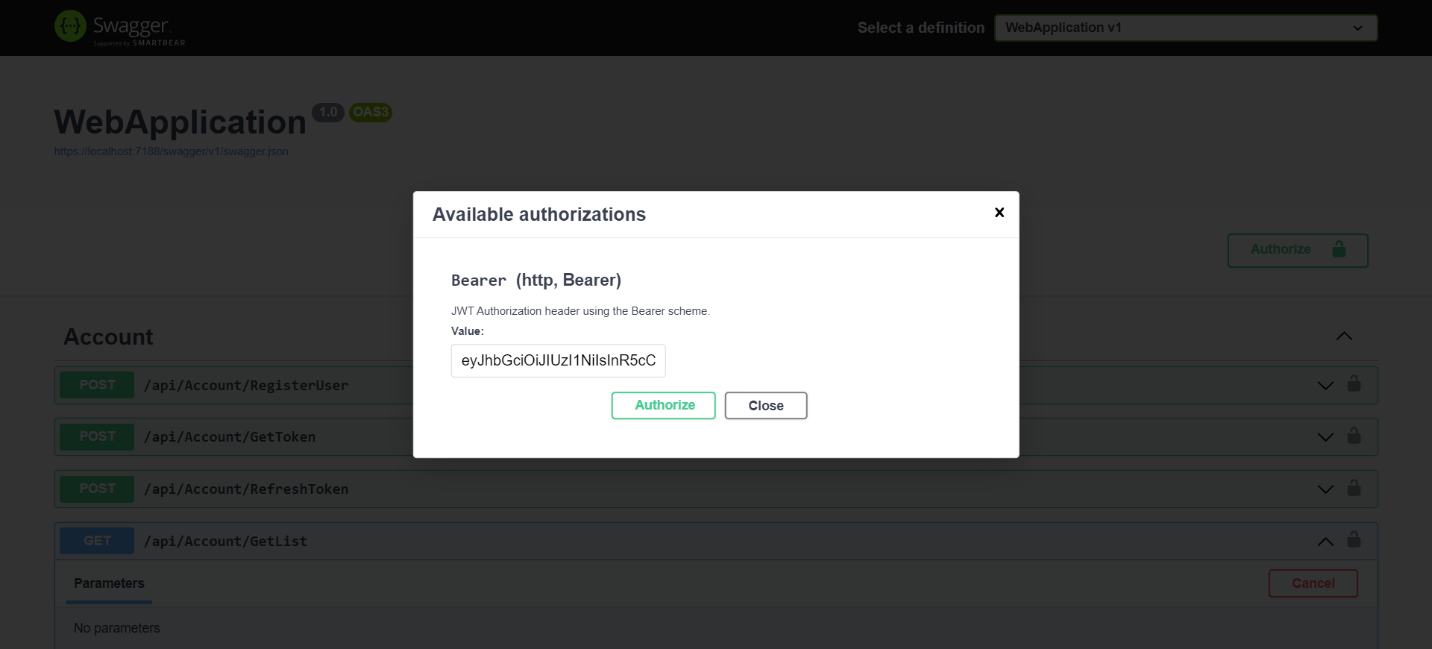 Swagger.
Supported by SMARTBEAR
Select a definition
WebApplication v1
WebApplication 1.0 OAS3
https://localhost:7188/swagger/v1/swagger.json
Available authorizations
Bearer (http, Bearer)
JWT Authorization header using the Bearer scheme.
Value:
eyJhbGciOiJIUzI1NiIsInR5cC
Authorize
Close
Authorize
Account
POST /api/Account/RegisterUser
POST /api/Account/GetToken
POST /api/Account/RefreshToken
GET /api/Account/GetList
Parameters
Cancel
No parameters